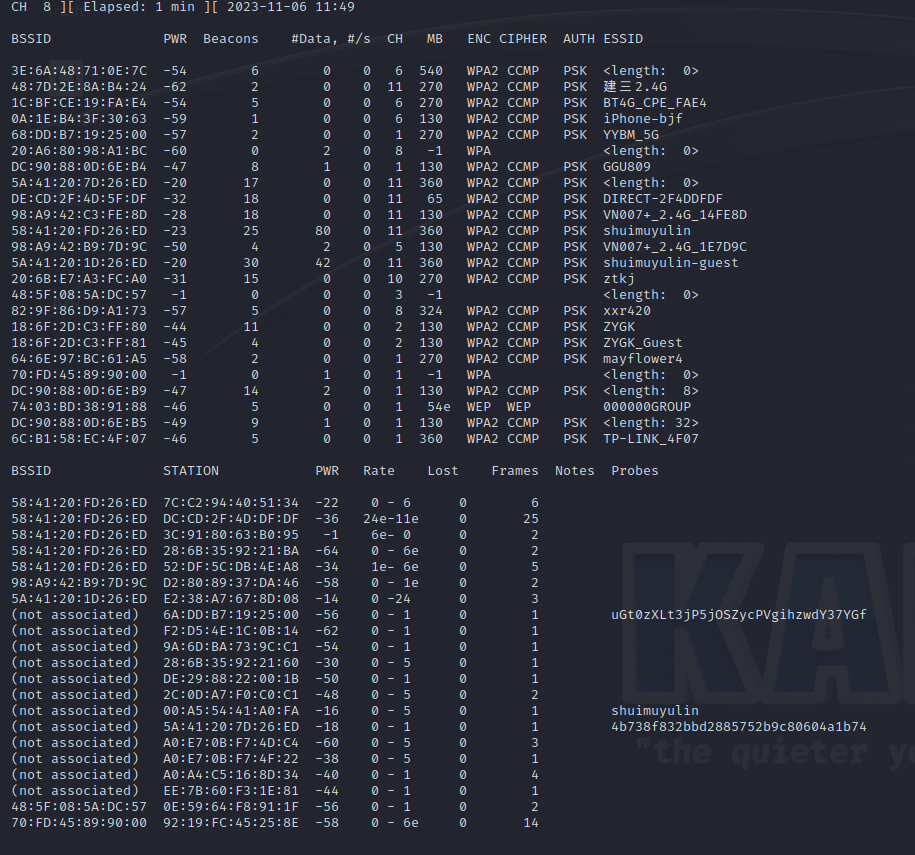 CH  8 ][ Elapsed: 1 min ][ 2023-11-06 11:49
BSSID              PWR  Beacons    #Data, #/s  CH   MB   ENC CIPHER  AUTH ESSID
3E:6A:48:71:0E:7C  -54        6        0    0   6  540   WPA2 CCMP   PSK  <length:  0>
48:7D:2E:8A:B4:24  -62        2        0    0  11  270   WPA2 CCMP   PSK  建三2.4G
1C:BF:CE:19:FA:E4  -54        5        0    0   6  270   WPA2 CCMP   PSK  BT4G_CPE_FAE4
0A:1E:B4:3F:30:63  -59        1        0    0   6  130   WPA2 CCMP   PSK  iPhone-bjf
68:DD:B7:19:25:00  -57        2        0    0   1  270   WPA2 CCMP   PSK  YYBM_5G
20:A6:80:98:A1:BC  -60        0        2    0   8   -1   WPA              <length:  0>
DC:90:88:0D:6E:B4  -47        8        1    0   1  130   WPA2 CCMP   PSK  GGU809
5A:41:20:7D:26:ED  -20       17        0    0  11  360   WPA2 CCMP   PSK  <length:  0>
DE:CD:2F:4D:5F:DF  -32       18        0    0  11   65   WPA2 CCMP   PSK  DIRECT-2F4DDFDF
98:A9:42:C3:FE:8D  -28       18        0    0  11  130   WPA2 CCMP   PSK  VN007+_2.4G_14FE8D
58:41:20:FD:26:ED  -23       25       80    0  11  360   WPA2 CCMP   PSK  shuimuyulin
98:A9:42:B9:7D:9C  -50        4        2    0   5  130   WPA2 CCMP   PSK  VN007+_2.4G_1E7D9C
5A:41:20:1D:26:ED  -20       30       42    0  11  360   WPA2 CCMP   PSK  shuimuyulin-guest
20:6B:E7:A3:FC:A0  -31       15        0    0  10  270   WPA2 CCMP   PSK  ztkj
48:5F:08:5A:DC:57   -1        0        0    0   3   -1                    <length:  0>
82:9F:86:D9:A1:73  -57        5        0    0   8  324   WPA2 CCMP   PSK  xxr420
18:6F:2D:C3:FF:80  -44       11        0    0   2  130   WPA2 CCMP   PSK  ZYGK
18:6F:2D:C3:FF:81  -45        4        0    0   2  130   WPA2 CCMP   PSK  ZYGK_Guest
64:6E:97:BC:61:A5  -58        2        0    0   1  270   WPA2 CCMP   PSK  mayflower4
70:FD:45:89:90:00   -1        0        1    0   1   -1   WPA              <length:  0>
DC:90:88:0D:6E:B9  -47       14        2    0   1  130   WPA2 CCMP   PSK  <length:  8>
74:03:BD:38:91:88  -46        5        0    0   1   54e  WEP  WEP         000000GROUP
DC:90:88:0D:6E:B5  -49        9        1    0   1  130   WPA2 CCMP   PSK  <length: 32>
6C:B1:58:EC:4F:07  -46        5        0    0   1  360   WPA2 CCMP   PSK  TP-LINK_4F07
BSSID              STATION            PWR   Rate    Lost    Frames  Notes  Probes
58:41:20:FD:26:ED  7C:C2:94:40:51:34  -22    0 - 6      0        6
58:41:20:FD:26:ED  DC:CD:2F:4D:DF:DF  -36   24e-11e     0       25
58:41:20:FD:26:ED  3C:91:80:63:B0:95   -1    6e- 0      0        2
58:41:20:FD:26:ED  28:6B:35:92:21:BA  -64    0 - 6e     0        2
58:41:20:FD:26:ED  52:DF:5C:DB:4E:A8  -34    1e- 6e     0        5
98:A9:42:B9:7D:9C  D2:80:89:37:DA:46  -58    0 - 1e     0        2
5A:41:20:1D:26:ED  E2:38:A7:67:8D:08  -14    0 -24      0        3
(not associated)   6A:DD:B7:19:25:00  -56    0 - 1      0        1         uGt0zXLt3jP5jOSZycPVgihzwdY37YGf
(not associated)   F2:D5:4E:1C:0B:14  -62    0 - 1      0        1
(not associated)   9A:6D:BA:73:9C:C1  -54    0 - 1      0        1
(not associated)   28:6B:35:92:21:60  -30    0 - 5      0        1
(not associated)   DE:29:88:22:00:1B  -50    0 - 1      0        1
(not associated)   2C:0D:A7:F0:C0:C1  -48    0 - 5      0        2
(not associated)   00:A5:54:41:A0:FA  -16    0 - 5      0        1         shuimuyulin
(not associated)   5A:41:20:7D:26:ED  -18    0 - 1      0        1         4b738f832bbd2885752b9c80604a1b74
(not associated)   A0:E7:0B:F7:4D:C4  -60    0 - 5      0        3
(not associated)   A0:E7:0B:F7:4F:22  -38    0 - 5      0        1
(not associated)   A0:A4:C5:16:8D:34  -40    0 - 1      0        4
(not associated)   EE:7B:60:F3:1E:81  -44    0 - 1      0        1
48:5F:08:5A:DC:57  0E:59:64:F8:91:1F  -56    0 - 1      0        2
70:FD:45:89:90:00  92:19:FC:45:25:8E  -58    0 - 6e     0       14
KA
"the quieter yo